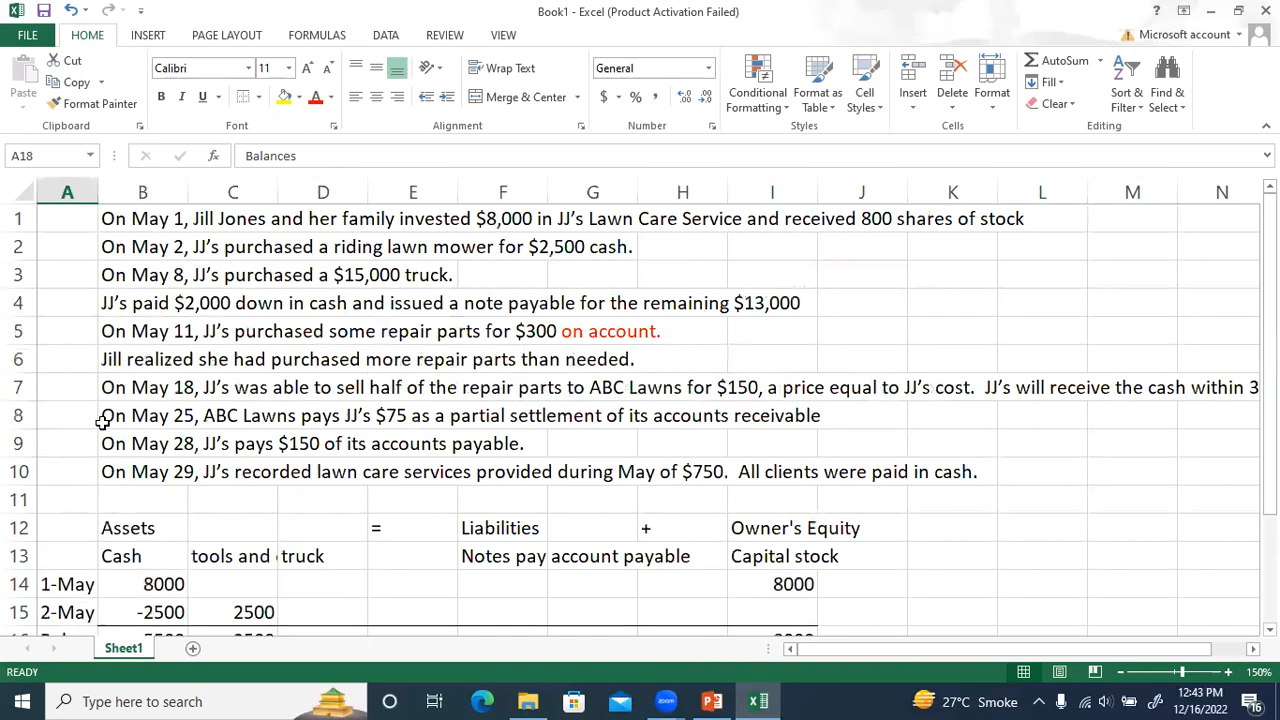 Book1 - Excel (Product Activation Failed)
FILE HOME INSERT PAGE LAYOUT FORMULAS DATA REVIEW VIEW Microsoft account
Paste Cut Copy Format Painter Clipboard
Calibri 11 B I U A Font
Wrap Text Merge & Center Alignment
General $ % , Number
Conditional Formatting Format as Table Cell Styles Styles
Insert Delete Format Cells
AutoSum Fill Clear Sort & Filter Find & Select Editing
A18 fx Balances
A B C D E F G H I J K L M N
1 On May 1, Jill Jones and her family invested $8,000 in JJ’s Lawn Care Service and received 800 shares of stock
2 On May 2, JJ’s purchased a riding lawn mower for $2,500 cash.
3 On May 8, JJ’s purchased a $15,000 truck.
4 JJ’s paid $2,000 down in cash and issued a note payable for the remaining $13,000
5 On May 11, JJ’s purchased some repair parts for $300 on account.
6 Jill realized she had purchased more repair parts than needed.
7 On May 18, JJ’s was able to sell half of the repair parts to ABC Lawns for $150, a price equal to JJ’s cost. JJ’s will receive the cash within 3
8 On May 25, ABC Lawns pays JJ’s $75 as a partial settlement of its accounts receivable
9 On May 28, JJ’s pays $150 of its accounts payable.
10 On May 29, JJ’s recorded lawn care services provided during May of $750. All clients were paid in cash.
11
12 Assets = Liabilities + Owner's Equity
13 Cash tools and truck Notes pay account payable Capital stock
14 1-May 8000 8000
15 2-May -2500 2500
Sheet1
READY 150%
Type here to search 27°C Smoke 12:43 PM
12/16/2022 16